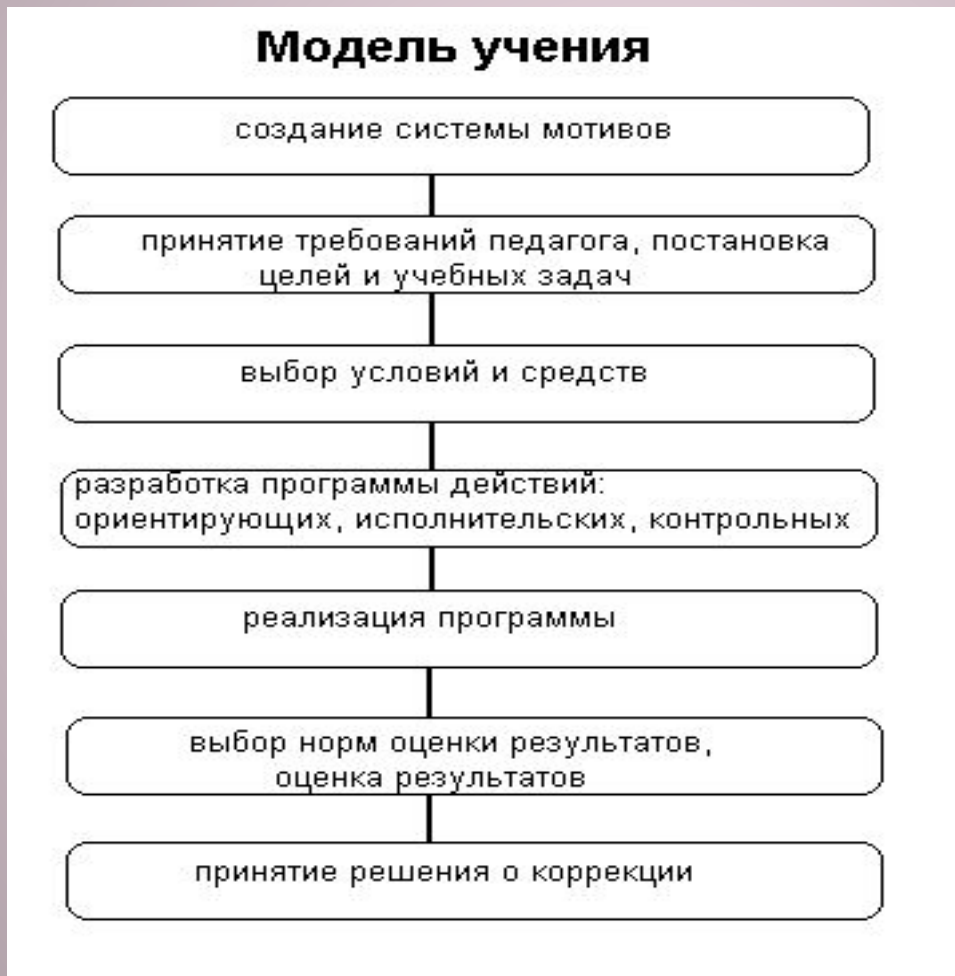 Модель учения
создание системы мотивов
принятие требований педагога, постановка
целей и учебных задач
выбор условий и средств
разработка программы действий:
ориентирующих, исполнительских, контрольных
реализация программы
выбор норм оценки результатов,
оценка результатов
принятие решения о коррекции